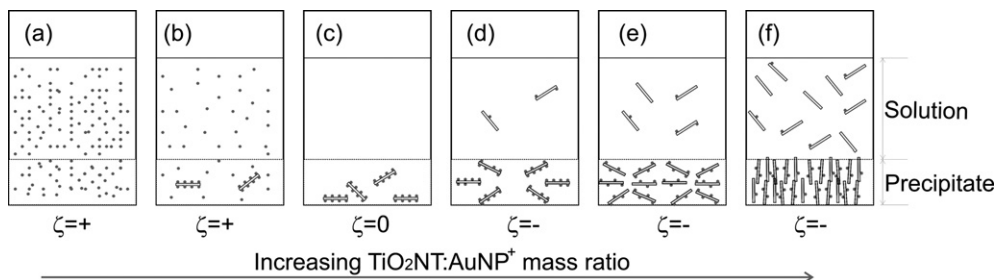 (a) (b) (c) (d) (e) (f)
Solution
Precipitate
ζ=+ ζ=+ ζ=0 ζ=- ζ=- ζ=-
Increasing TiO₂NT:AuNP⁺ mass ratio